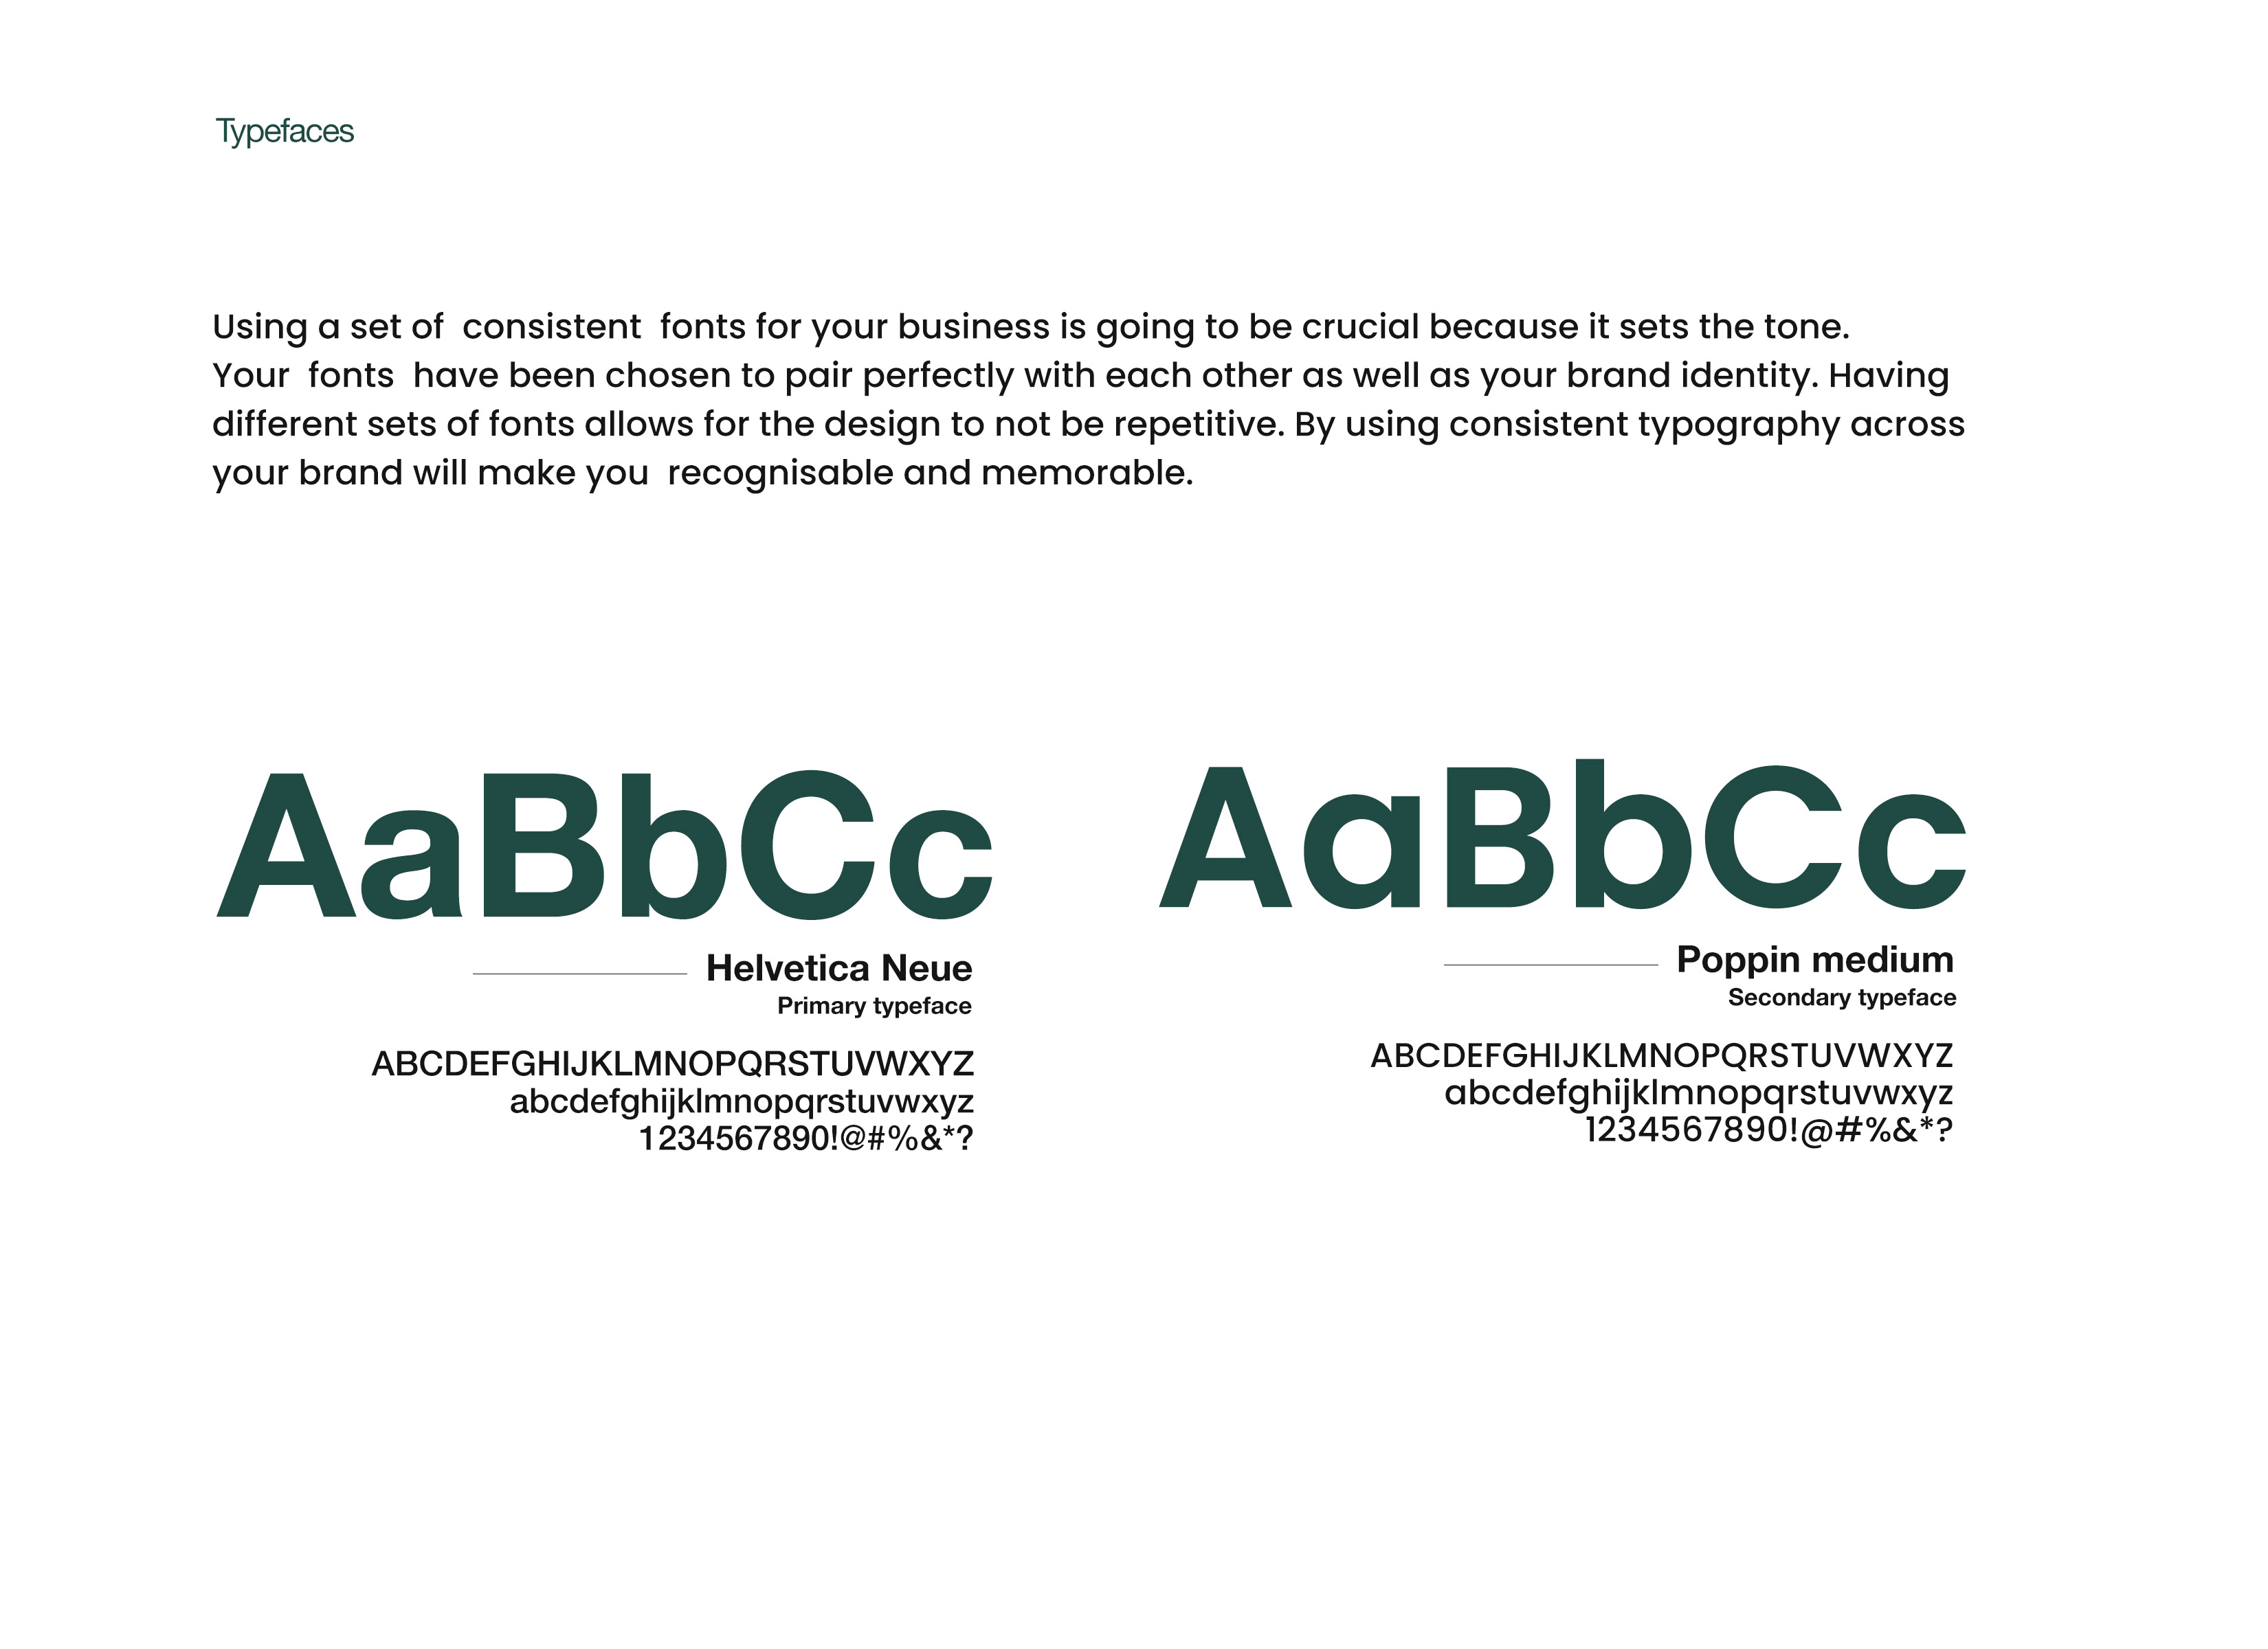 Typefaces
Using a set of  consistent  fonts for your business is going to be crucial because it sets the tone.
Your  fonts  have been chosen to pair perfectly with each other as well as your brand identity. Having
different sets of fonts allows for the design to not be repetitive. By using consistent typography across
your brand will make you  recognisable and memorable.
AaBbCc
Helvetica Neue
Primary typeface
ABCDEFGHIJKLMNOPQRSTUVWXYZ
abcdefghijklmnopqrstuvwxyz
1234567890!@#%&*?
AaBbCc
Poppin medium
Secondary typeface
ABCDEFGHIJKLMNOPQRSTUVWXYZ
abcdefghijklmnopqrstuvwxyz
1234567890!@#%&*?